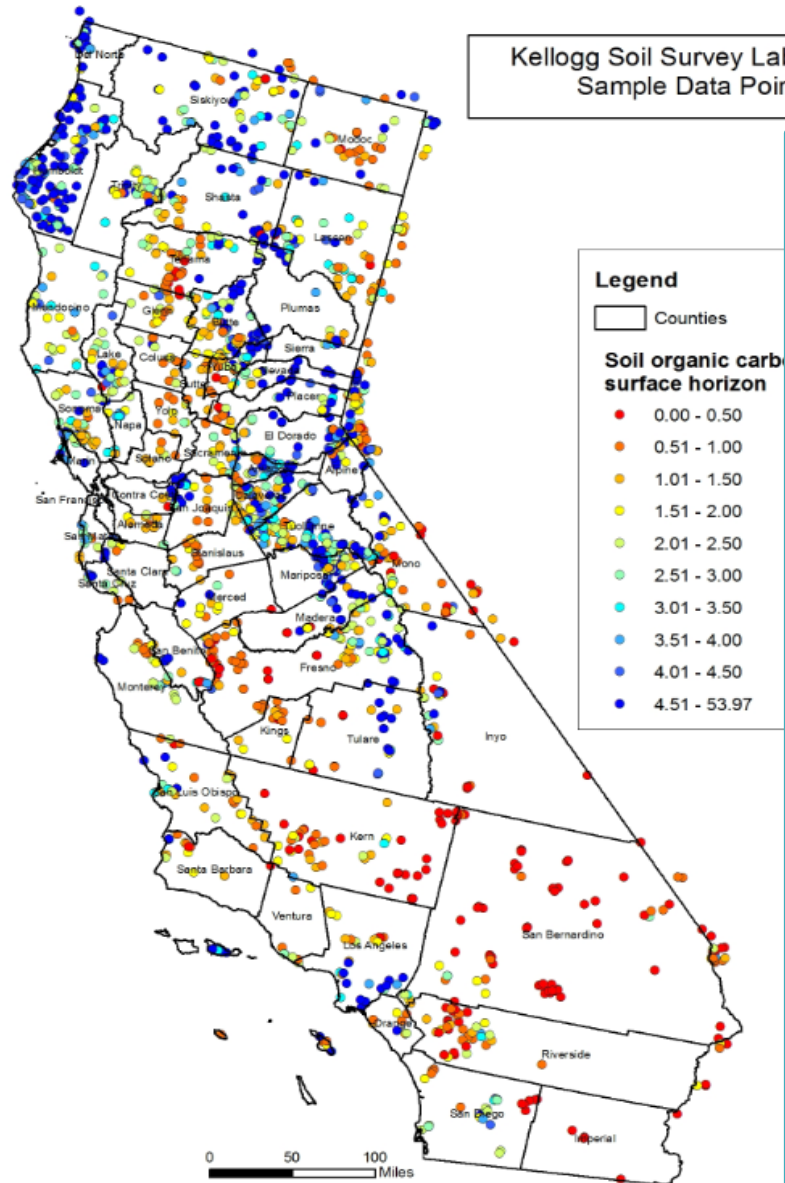 Kellogg Soil Survey La
Sample Data Poi
Del Norte
Siskiyou
Modoc
Humboldt
Trinity
Shasta
Lassen
Tehama
Plumas
Mendocino
Glenn
Butte
Sierra
Lake
Colusa
Yuba
Nevada
Sutter
Placer
Sonoma
Napa
Yolo
El Dorado
Sacramento
Marin
Solano
Alpine
San Francisco
Contra Costa
Calaveras
San Joaquin
Tuolumne
Alameda
San Mateo
Stanislaus
Mono
Santa Clara
Mariposa
Santa Cruz
Merced
Madera
San Benito
Fresno
Monterey
Kings
Tulare
Inyo
San Luis Obispo
Kern
Santa Barbara
Ventura
Los Angeles
San Bernardino
Orange
Riverside
San Diego
Imperial
Legend
Counties
Soil organic carb
surface horizon
0.00 - 0.50
0.51 - 1.00
1.01 - 1.50
1.51 - 2.00
2.01 - 2.50
2.51 - 3.00
3.01 - 3.50
3.51 - 4.00
4.01 - 4.50
4.51 - 53.97
0 50 100
Miles